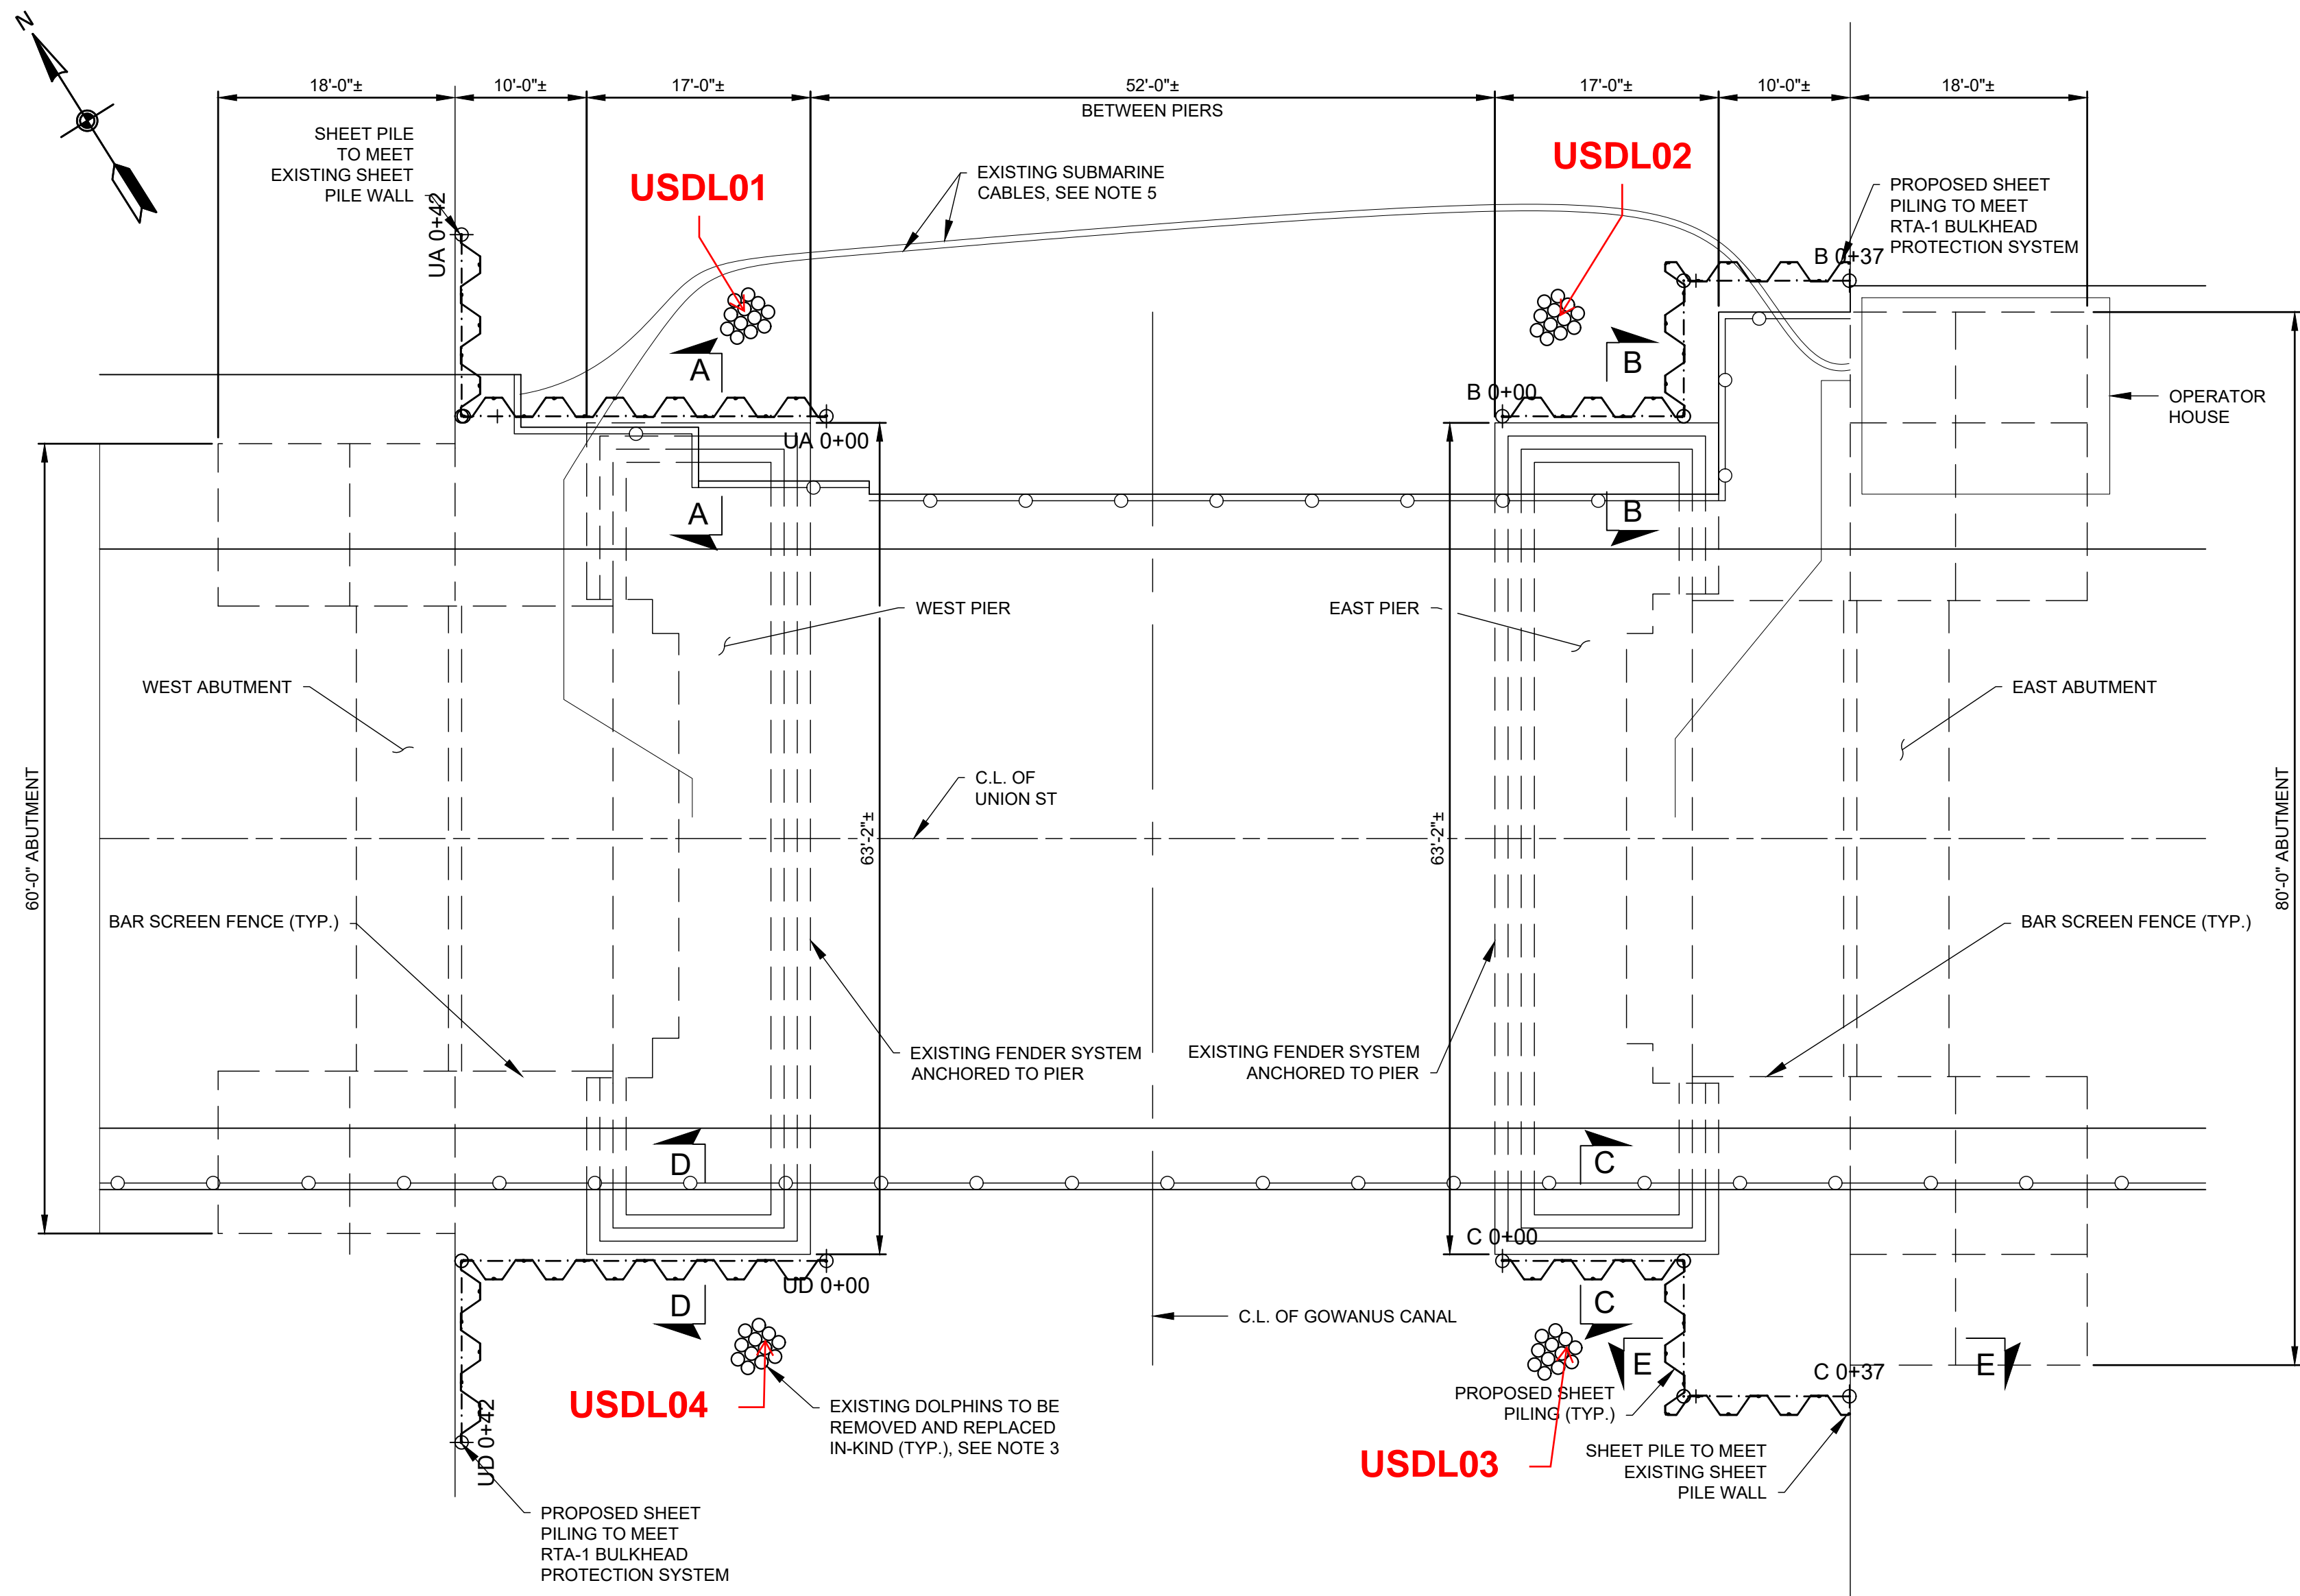 N
18'-0"±
10'-0"±
17'-0"±
52'-0"±
BETWEEN PIERS
17'-0"±
10'-0"±
18'-0"±
SHEET PILE
TO MEET
EXISTING SHEET
PILE WALL
UA 0+42
USDL01
EXISTING SUBMARINE
CABLES, SEE NOTE 5
USDL02
PROPOSED SHEET
PILING TO MEET
RTA-1 BULKHEAD
PROTECTION SYSTEM
B 0+37
A
B
B 0+00
OPERATOR
HOUSE
UA 0+00
A
B
WEST PIER
EAST PIER
WEST ABUTMENT
EAST ABUTMENT
C.L. OF
UNION ST
60'-0" ABUTMENT
63'-2"±
63'-2"±
80'-0" ABUTMENT
BAR SCREEN FENCE (TYP.)
BAR SCREEN FENCE (TYP.)
EXISTING FENDER SYSTEM
ANCHORED TO PIER
EXISTING FENDER SYSTEM
ANCHORED TO PIER
D
C
C 0+00
UD 0+00
D
C
C.L. OF GOWANUS CANAL
E
E
C 0+37
USDL04
EXISTING DOLPHINS TO BE
REMOVED AND REPLACED
IN-KIND (TYP.), SEE NOTE 3
PROPOSED SHEET
PILING (TYP.)
UD 0+42
USDL03
SHEET PILE TO MEET
EXISTING SHEET
PILE WALL
PROPOSED SHEET
PILING TO MEET
RTA-1 BULKHEAD
PROTECTION SYSTEM